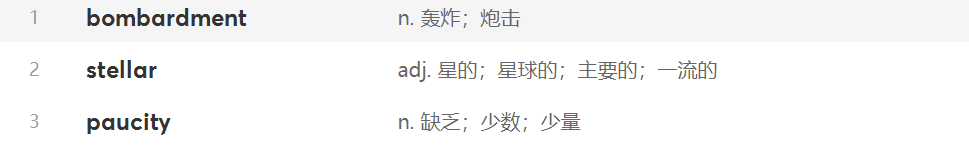 1 bombardment n. 轰炸；炮击
2 stellar adj. 星的；星球的；主要的；一流的
3 paucity n. 缺乏；少数；少量